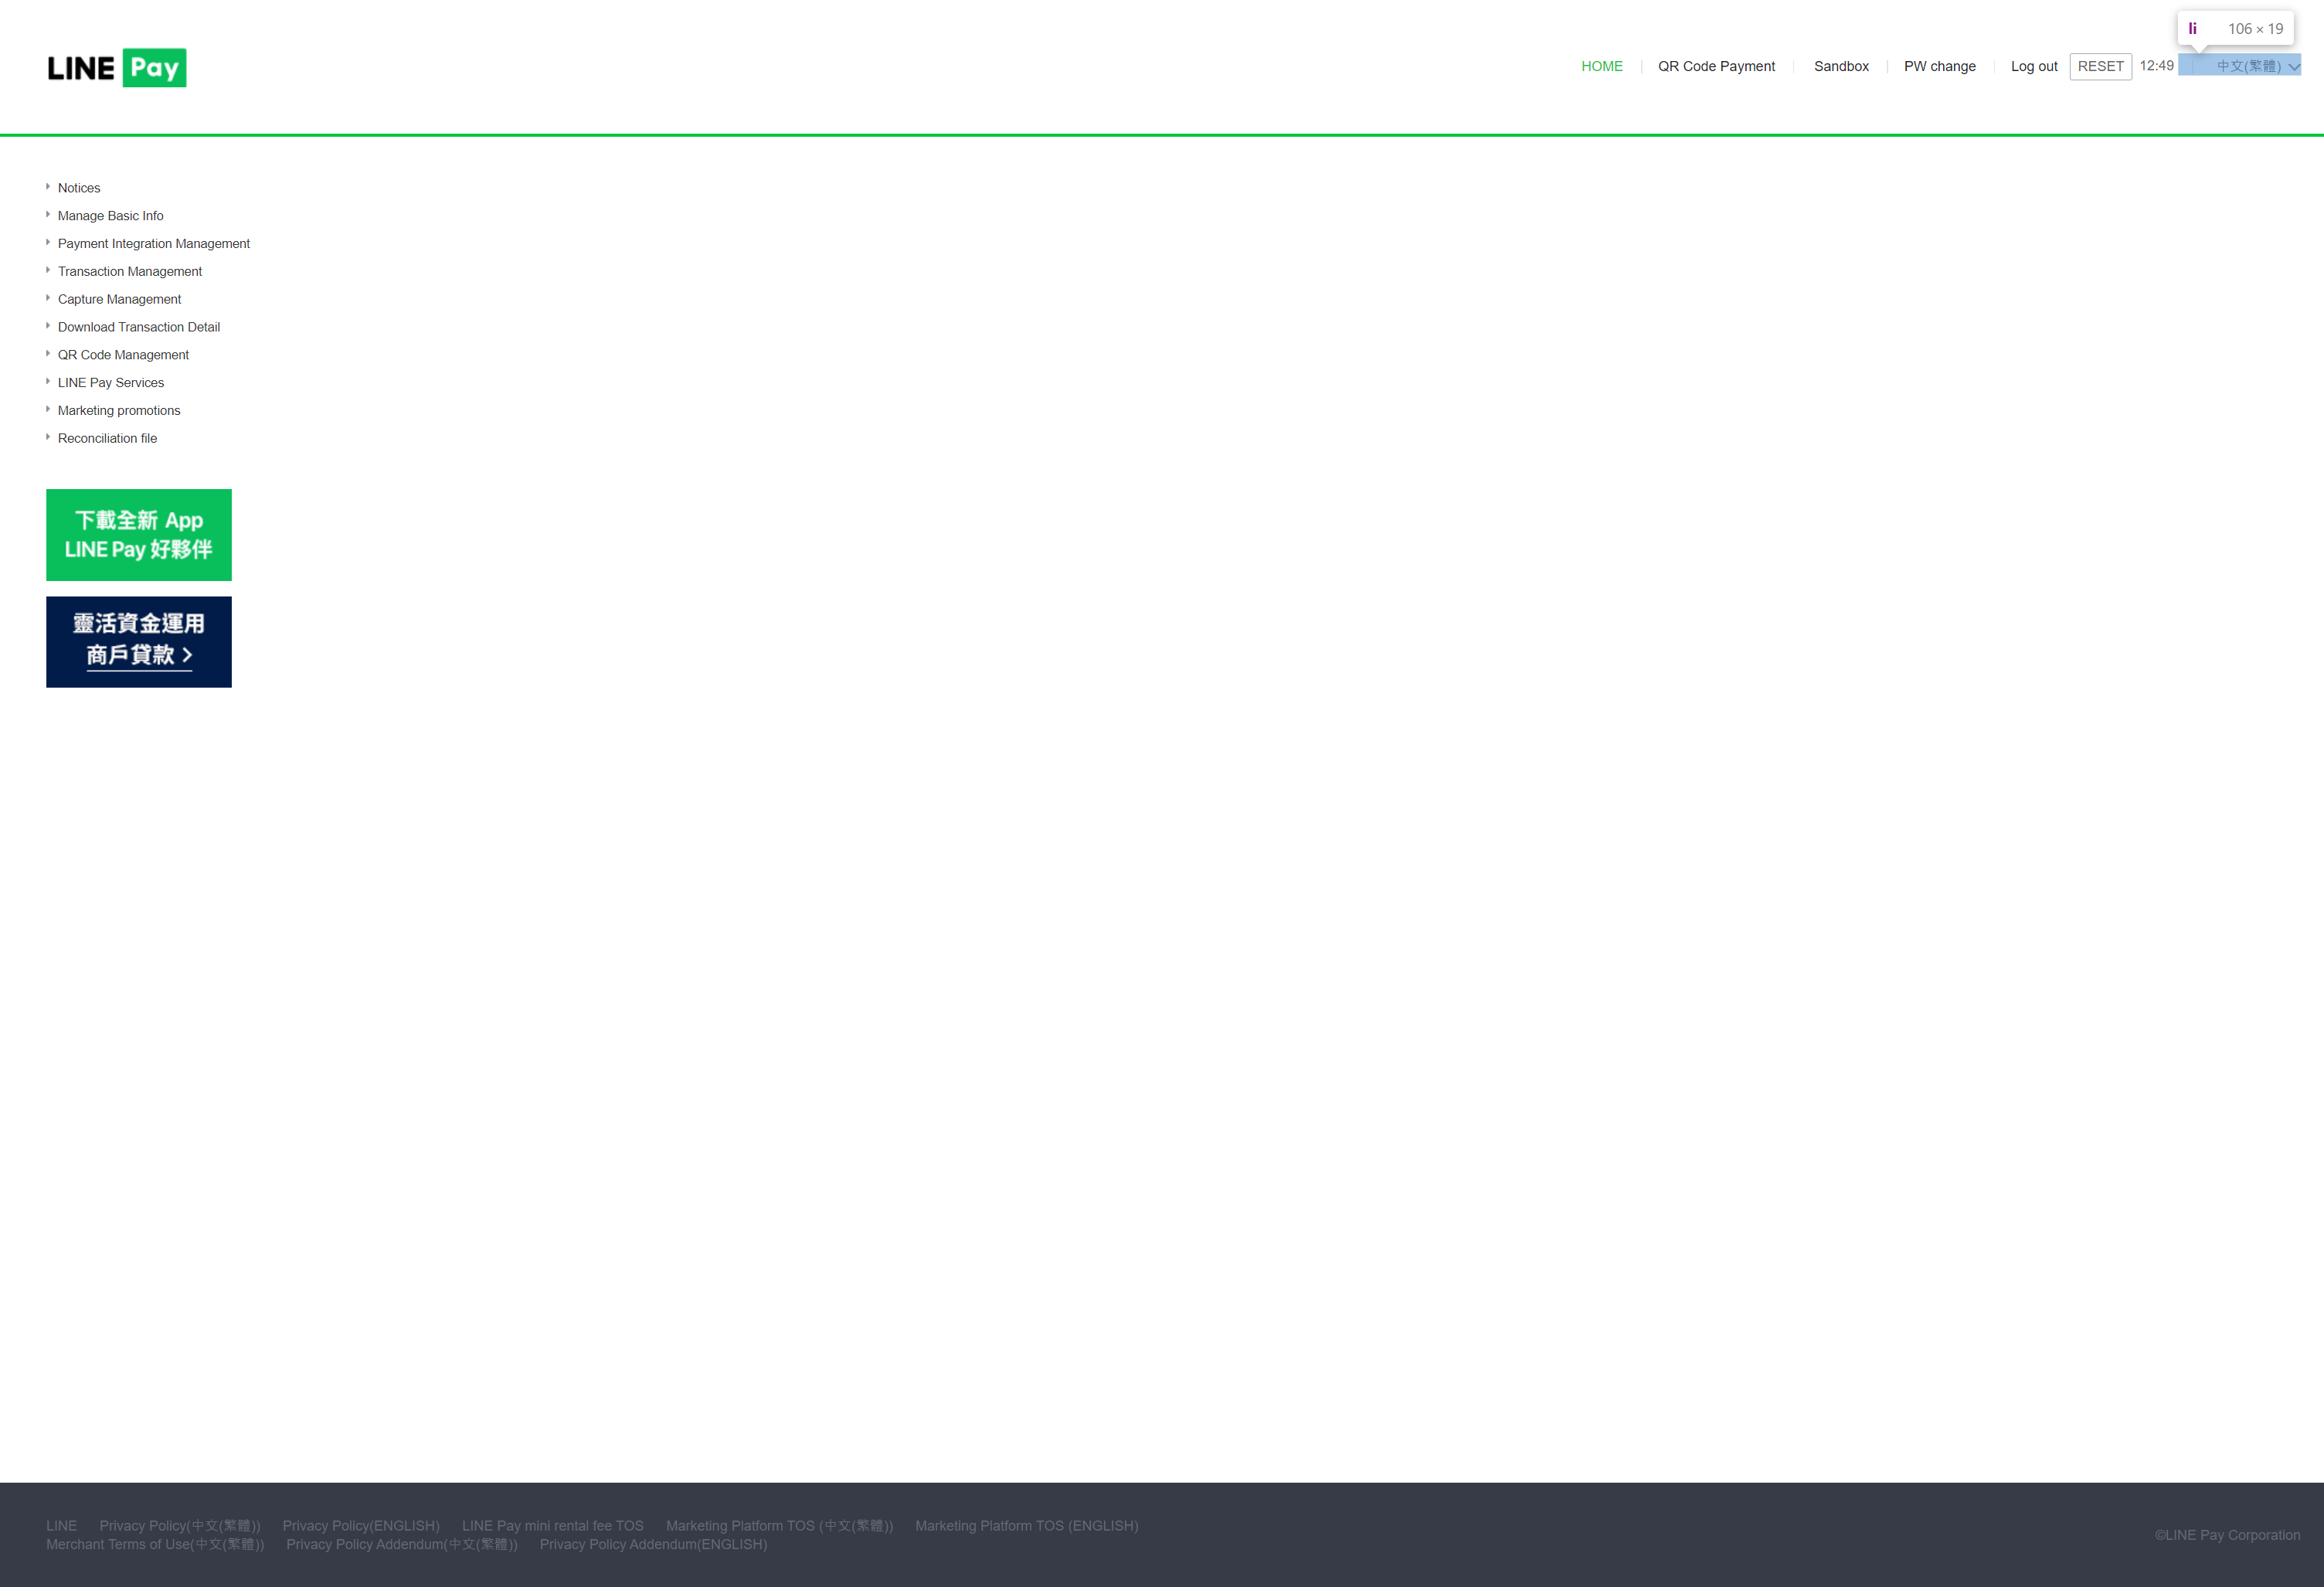 li 106 × 19
LINE Pay
HOME QR Code Payment Sandbox PW change Log out RESET 12:49 中文(繁體)
Notices
Manage Basic Info
Payment Integration Management
Transaction Management
Capture Management
Download Transaction Detail
QR Code Management
LINE Pay Services
Marketing promotions
Reconciliation file
下載全新 App
LINE Pay 好夥伴
靈活資金運用
商戶貸款 >
LINE Privacy Policy(中文(繁體)) Privacy Policy(ENGLISH) LINE Pay mini rental fee TOS Marketing Platform TOS (中文(繁體)) Marketing Platform TOS (ENGLISH)
Merchant Terms of Use(中文(繁體)) Privacy Policy Addendum(中文(繁體)) Privacy Policy Addendum(ENGLISH)
©LINE Pay Corporation